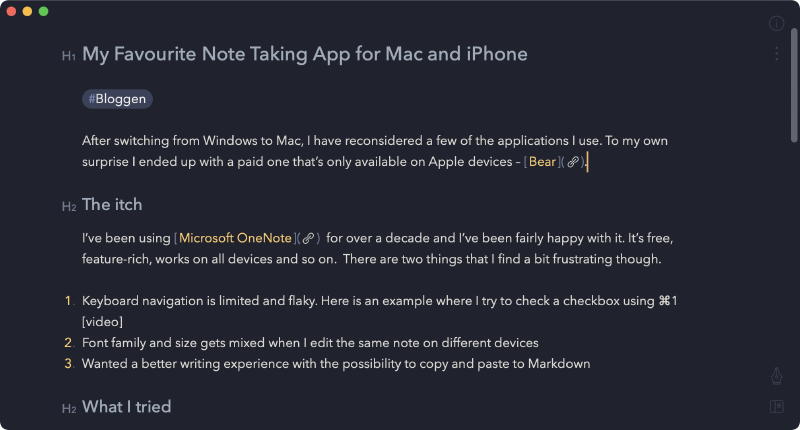 H1 My Favourite Note Taking App for Mac and iPhone
#Bloggen
After switching from Windows to Mac, I have reconsidered a few of the applications I use. To my own
surprise I ended up with a paid one that's only available on Apple devices – [Bear](🔗).
H2 The itch
I've been using [Microsoft OneNote](🔗) for over a decade and I've been fairly happy with it. It's free,
feature-rich, works on all devices and so on. There are two things that I find a bit frustrating though.
1. Keyboard navigation is limited and flaky. Here is an example where I try to check a checkbox using ⌘1
[video]
2. Font family and size gets mixed when I edit the same note on different devices
3. Wanted a better writing experience with the possibility to copy and paste to Markdown
H2 What I tried